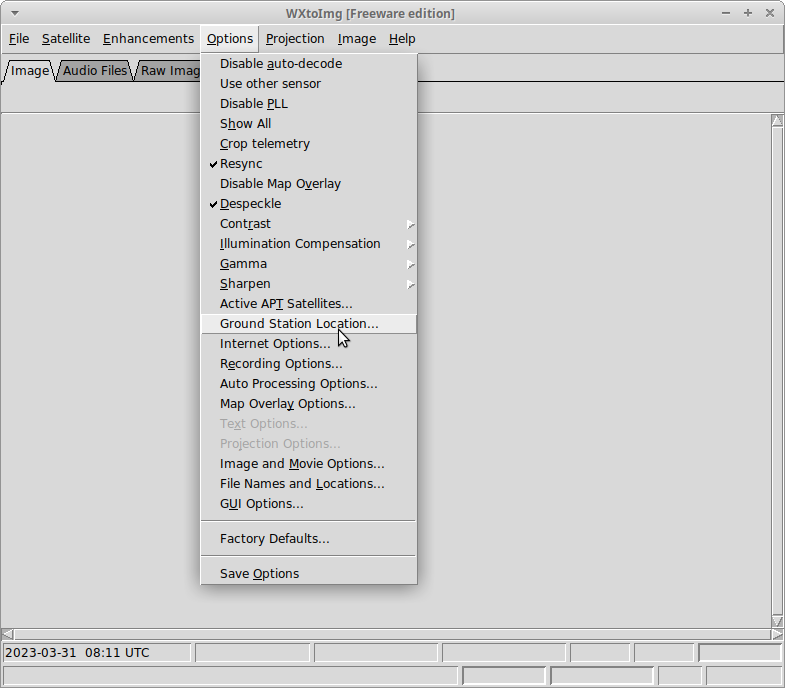 WXtoImg [Freeware edition]
File Satellite Enhancements Options Projection Image Help
Image Audio Files Raw Imag
Disable auto-decode
Use other sensor
Disable PLL
Show All
Crop telemetry
Resync
Disable Map Overlay
Despeckle
Contrast
Illumination Compensation
Gamma
Sharpen
Active APT Satellites...
Ground Station Location...
Internet Options...
Recording Options...
Auto Processing Options...
Map Overlay Options...
Text Options...
Projection Options...
Image and Movie Options...
File Names and Locations...
GUI Options...
Factory Defaults...
Save Options
2023-03-31 08:11 UTC